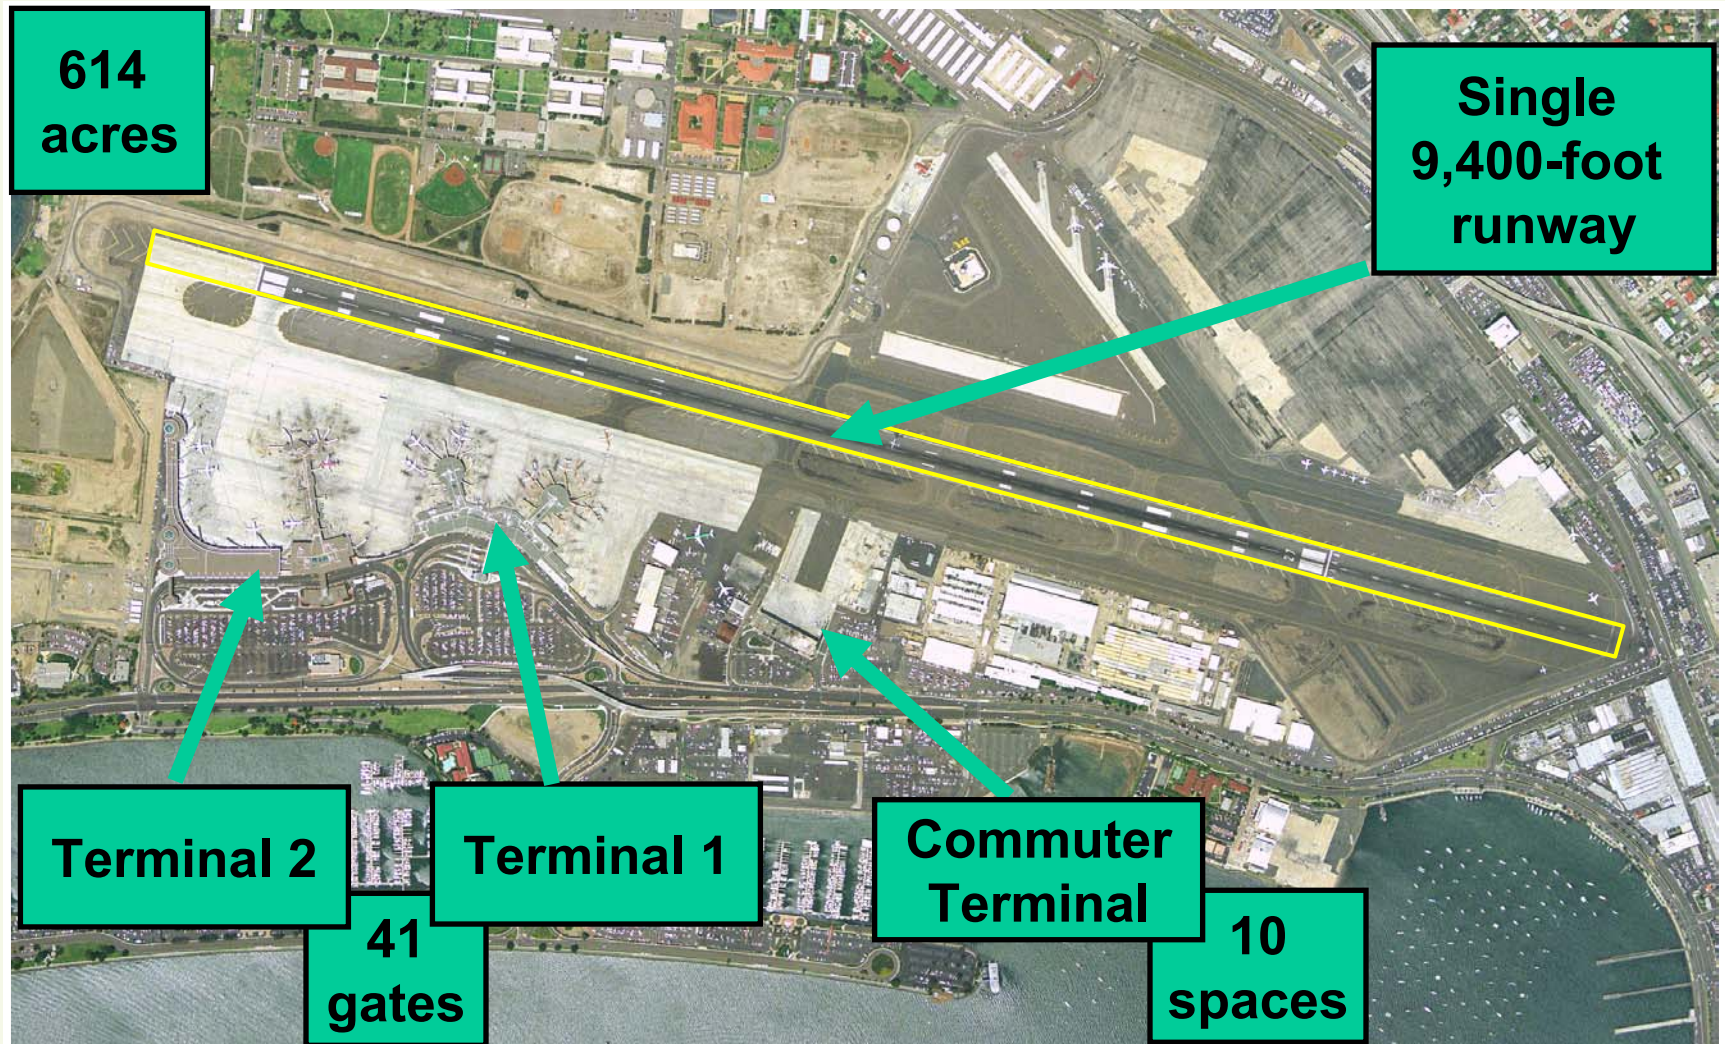 614
acres
Single
9,400-foot
runway
Terminal 2
Terminal 1
Commuter
Terminal
41
gates
10
spaces